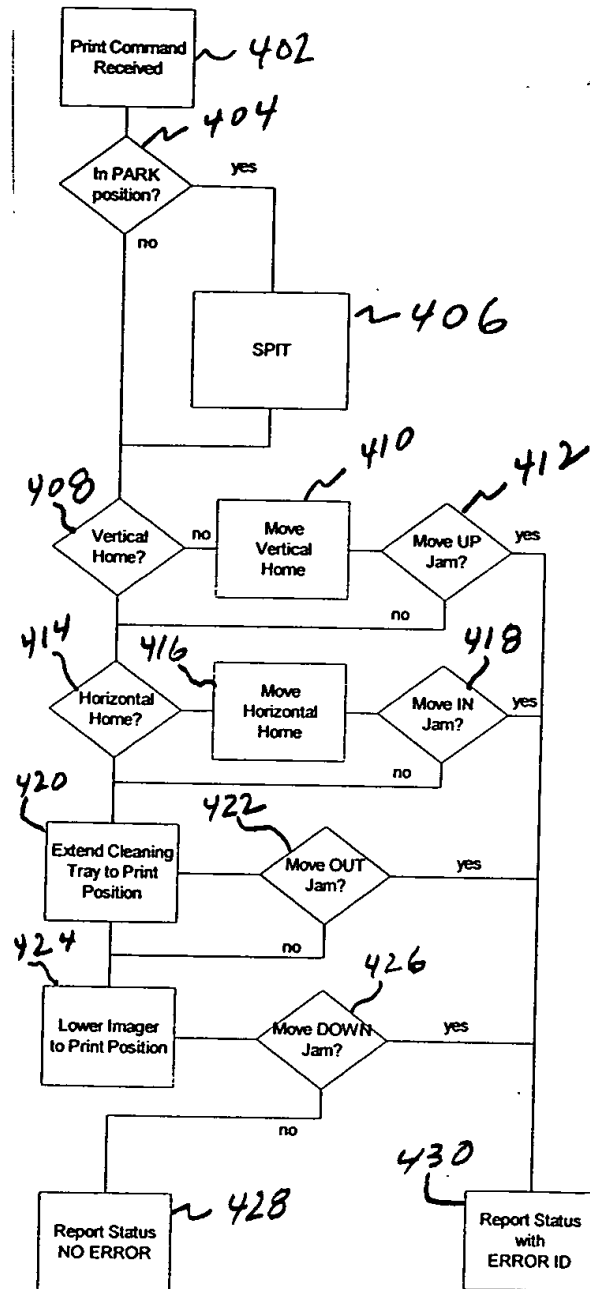 Print Command
Received
402
404
In PARK
position?
yes
no
406
SPIT
408
410
412
Vertical
Home?
no
Move
Vertical
Home
Move UP
Jam?
yes
no
414
416
418
Horizontal
Home?
Move
Horizontal
Home
Move IN
Jam?
yes
no
420
422
Extend Cleaning
Tray to Print
Position
Move OUT
Jam?
yes
no
424
426
Lower Imager
to Print Position
Move DOWN
Jam?
yes
no
428
430
Report Status
NO ERROR
Report Status
with
ERROR ID